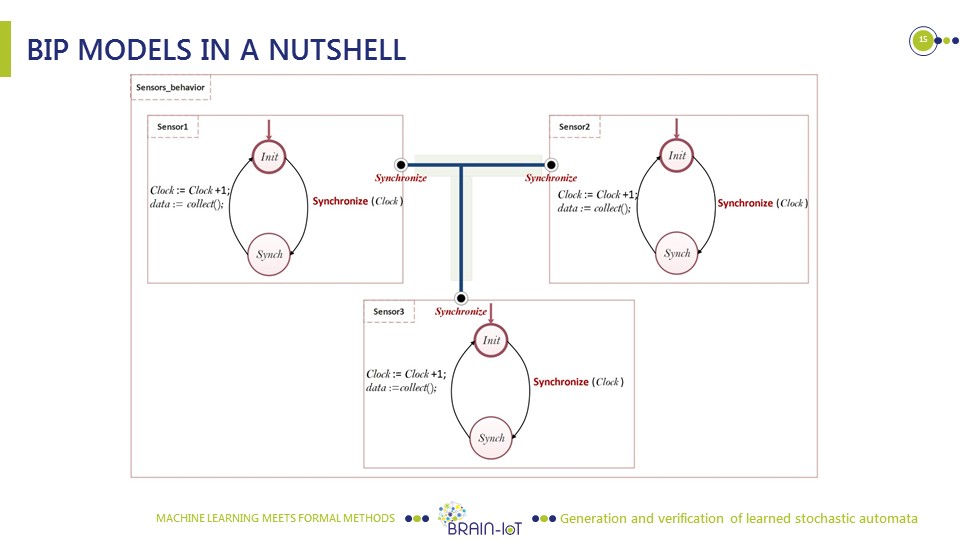 BIP MODELS IN A NUTSHELL
15
Sensors_behavior
Sensor1
Init
Clock := Clock +1;
data := collect();
Synchronize (Clock)
Synch
Synchronize
Synchronize
Sensor2
Init
Clock := Clock +1;
data := collect();
Synchronize (Clock)
Synch
Sensor3
Synchronize
Init
Clock := Clock +1;
data :=collect();
Synchronize (Clock)
Synch
MACHINE LEARNING MEETS FORMAL METHODS
BRAIN-IoT
Generation and verification of learned stochastic automata